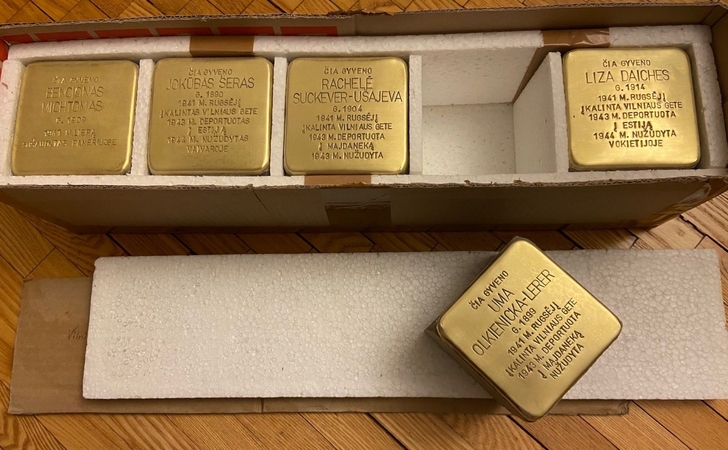 ČIA GYVENO
MICHTOMAS
ČIA GYVENO
JOKŪBAS ŠERAS
G. 1890
1941 M. RUGSĖJĮ
ĮKALINTAS VILNIAUS GETE
1943 M. DEPORTUOTAS
Į ESTIJĄ
1944 M. NUŽUDYTAS
VAIVAROJE
ČIA GYVENO
RACHELĖ
SUCKEVER-UŠAJEVA
G. 1904
1941 M. RUGSĖJĮ
ĮKALINTA VILNIAUS GETE
1943 M. DEPORTUOTA
Į MAJDANEKĄ
1943 M. NUŽUDYTA
ČIA GYVENO
LIZA DAICHES
G. 1914
1941 M. RUGSĖJĮ
ĮKALINTA VILNIAUS GETE
1943 M. DEPORTUOTA
Į ESTIJĄ
1944 M. NUŽUDYTA
VOKIETIJOJE
ČIA GYVENO
UMA
OLKIENICKA-LERER
G. 1899
1941 M. RUGSĖJĮ
ĮKALINTA VILNIAUS GETE
1943 M. DEPORTUOTA
Į MAJDANEKĄ
NUŽUDYTA